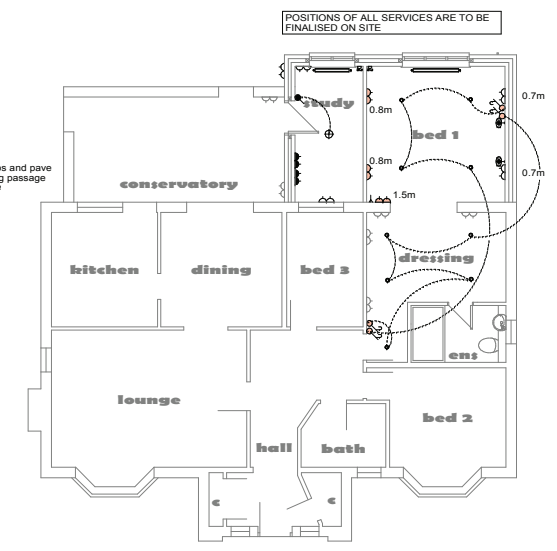 POSITIONS OF ALL SERVICES ARE TO BE
FINALISED ON SITE
study
bed 1
0.8m
0.7m
0.8m
0.7m
1.5m
and pave
passage
conservatory
kitchen
dining
bed 3
dressing
ens
lounge
bed 2
hall
bath
c
c